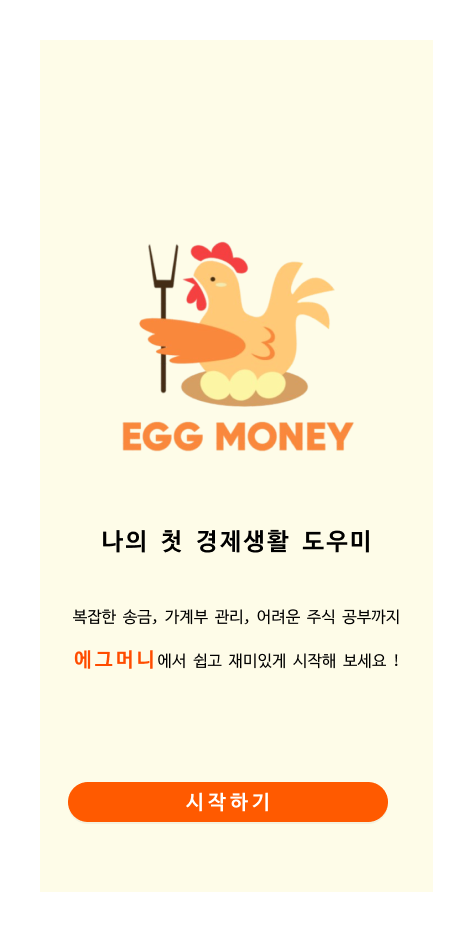 EGG MONEY
나의 첫 경제생활 도우미
복잡한 송금, 가계부 관리, 어려운 주식 공부까지
에그머니에서 쉽고 재미있게 시작해 보세요 !
시작하기